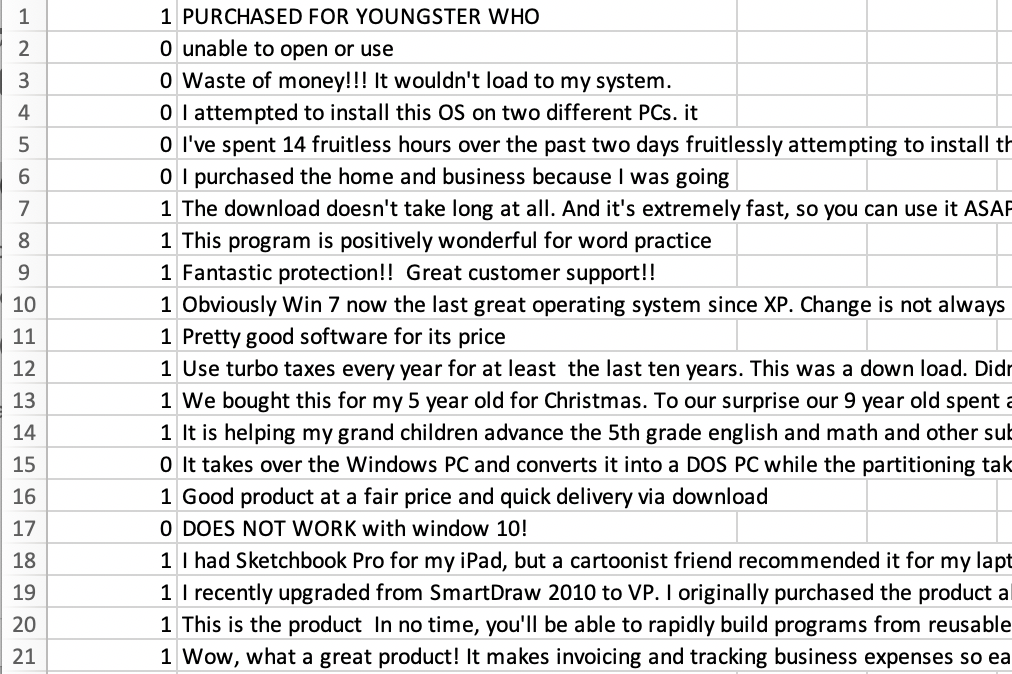 1 1 PURCHASED FOR YOUNGSTER WHO
2 0 unable to open or use
3 0 Waste of money!!! It wouldn't load to my system.
4 0 I attempted to install this OS on two different PCs. it
5 0 I've spent 14 fruitless hours over the past two days fruitlessly attempting to install th
6 0 I purchased the home and business because I was going
7 1 The download doesn't take long at all. And it's extremely fast, so you can use it ASAP
8 1 This program is positively wonderful for word practice
9 1 Fantastic protection!!  Great customer support!!
10 1 Obviously Win 7 now the last great operating system since XP. Change is not always
11 1 Pretty good software for its price
12 1 Use turbo taxes every year for at least  the last ten years. This was a down load. Didn
13 1 We bought this for my 5 year old for Christmas. To our surprise our 9 year old spent a
14 1 It is helping my grand children advance the 5th grade english and math and other sub
15 0 It takes over the Windows PC and converts it into a DOS PC while the partitioning tak
16 1 Good product at a fair price and quick delivery via download
17 0 DOES NOT WORK with window 10!
18 1 I had Sketchbook Pro for my iPad, but a cartoonist friend recommended it for my lapt
19 1 I recently upgraded from SmartDraw 2010 to VP. I originally purchased the product al
20 1 This is the product  In no time, you'll be able to rapidly build programs from reusable
21 1 Wow, what a great product! It makes invoicing and tracking business expenses so ea